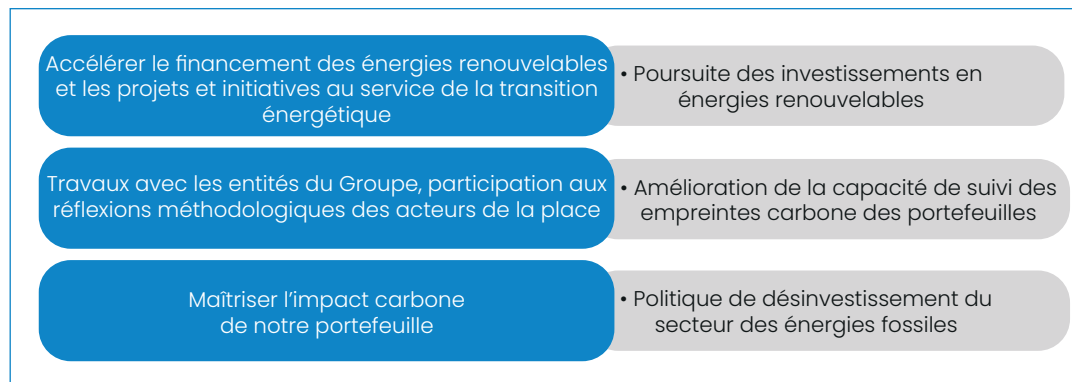 Accélérer le financement des énergies renouvelables
et les projets et initiatives au service de la transition
énergétique
• Poursuite des investissements en
énergies renouvelables
Travaux avec les entités du Groupe, participation aux
réflexions méthodologiques des acteurs de la place
• Amélioration de la capacité de suivi des
empreintes carbone des portefeuilles
Maîtriser l’impact carbone
de notre portefeuille
• Politique de désinvestissement du
secteur des énergies fossiles